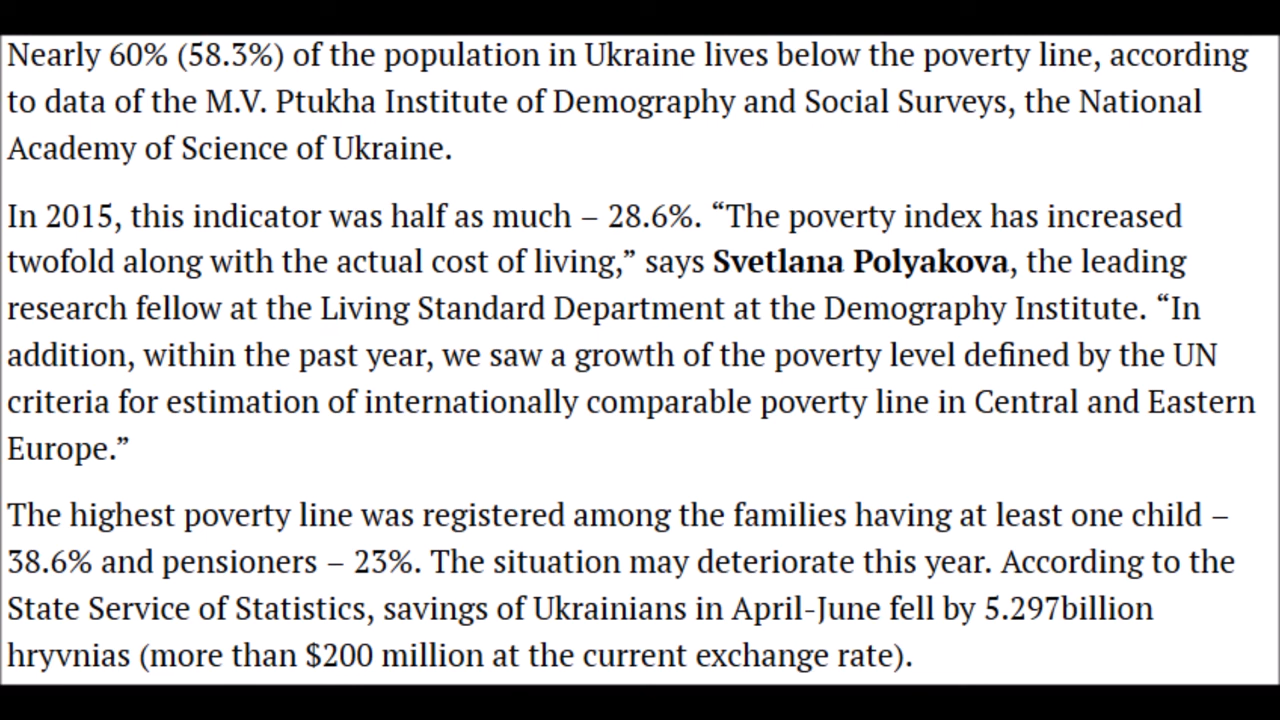 Nearly 60% (58.3%) of the population in Ukraine lives below the poverty line, according
to data of the M.V. Ptukha Institute of Demography and Social Surveys, the National
Academy of Science of Ukraine.
In 2015, this indicator was half as much – 28.6%. “The poverty index has increased
twofold along with the actual cost of living,” says Svetlana Polyakova, the leading
research fellow at the Living Standard Department at the Demography Institute. “In
addition, within the past year, we saw a growth of the poverty level defined by the UN
criteria for estimation of internationally comparable poverty line in Central and Eastern
Europe.”
The highest poverty line was registered among the families having at least one child –
38.6% and pensioners – 23%. The situation may deteriorate this year. According to the
State Service of Statistics, savings of Ukrainians in April-June fell by 5.297billion
hryvnias (more than $200 million at the current exchange rate).